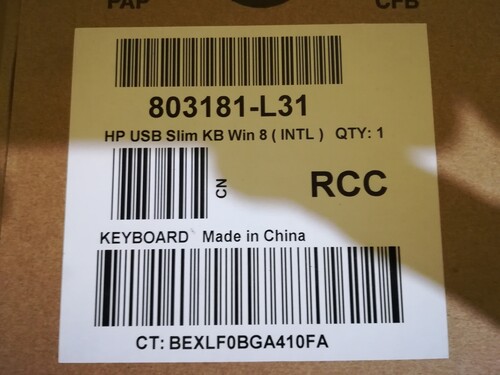 PAP CFB
803181-L31
HP USB Slim KB Win 8 ( INTL ) QTY: 1
CN
RCC
KEYBOARD Made in China
CT: BEXLF0BGA410FA